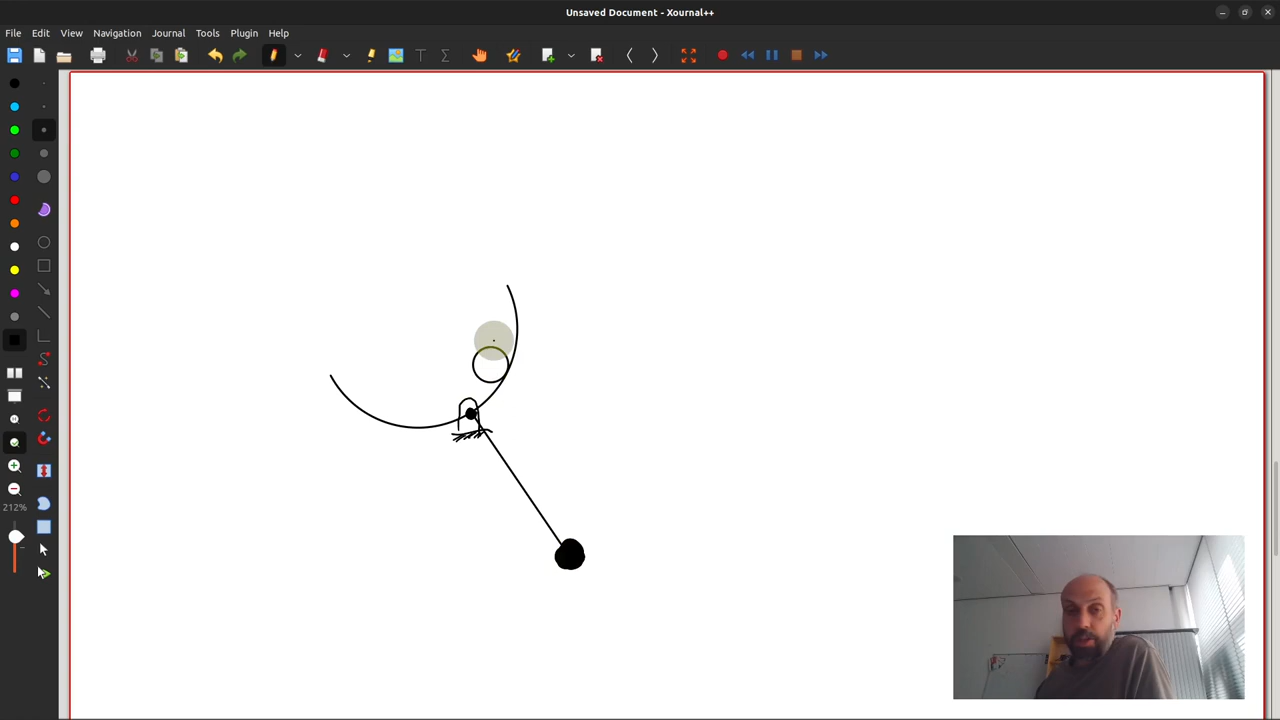 Unsaved Document - Xournal++
File Edit View Navigation Journal Tools Plugin Help
212%